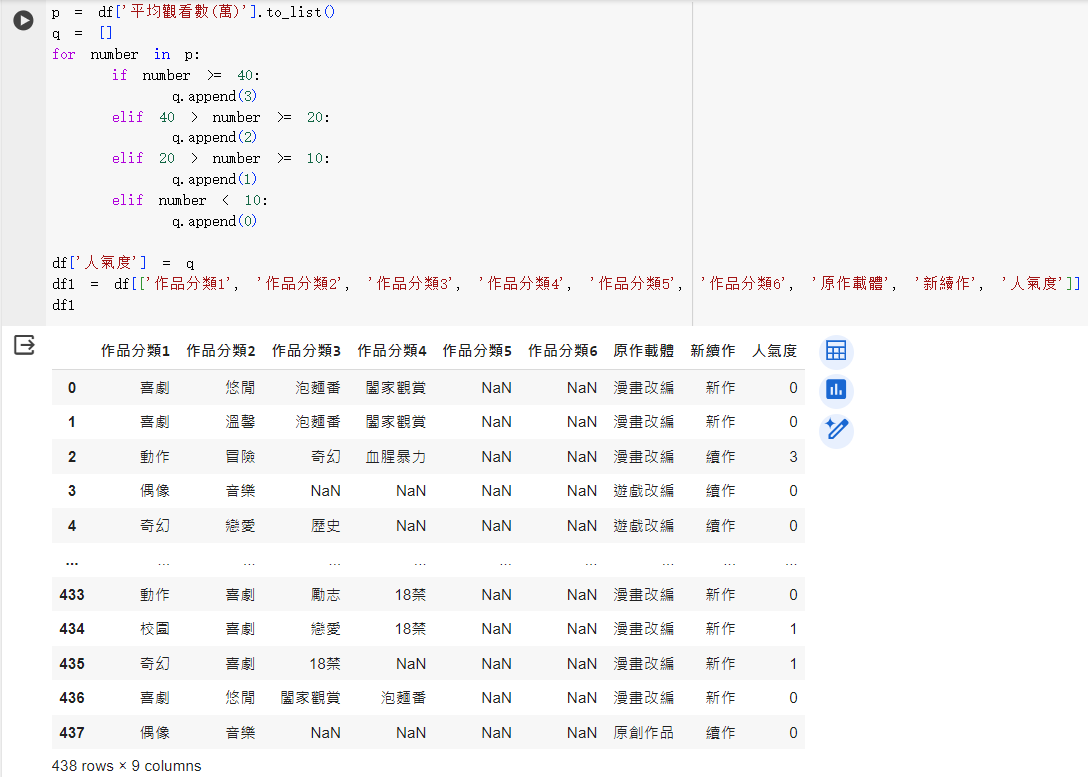 p = df['平均觀看數(萬)'].to_list()
q = []
for number in p:
if number >= 40:
q.append(3)
elif 40 > number >= 20:
q.append(2)
elif 20 > number >= 10:
q.append(1)
elif number < 10:
q.append(0)
df['人氣度'] = q
df1 = df[['作品分類1', '作品分類2', '作品分類3', '作品分類4', '作品分類5', '作品分類6', '原作載體', '新續作', '人氣度']]
df1
作品分類1 作品分類2 作品分類3 作品分類4 作品分類5 作品分類6 原作載體 新續作 人氣度
0 喜劇 悠閒 泡麵番 闔家觀賞 NaN NaN 漫畫改編 新作 0
1 喜劇 溫馨 泡麵番 闔家觀賞 NaN NaN 漫畫改編 新作 0
2 動作 冒險 奇幻 血腥暴力 NaN NaN 漫畫改編 續作 3
3 偶像 音樂 NaN NaN NaN NaN 遊戲改編 續作 0
4 奇幻 戀愛 歷史 NaN NaN NaN 遊戲改編 續作 0
... ... ... ... ... ... ... ... ... ...
433 動作 喜劇 勵志 18禁 NaN NaN 漫畫改編 新作 0
434 校園 喜劇 戀愛 18禁 NaN NaN 漫畫改編 新作 1
435 奇幻 喜劇 18禁 NaN NaN NaN 漫畫改編 新作 1
436 喜劇 悠閒 闔家觀賞 泡麵番 NaN NaN 漫畫改編 新作 0
437 偶像 音樂 NaN NaN NaN NaN 原創作品 續作 0
438 rows × 9 columns